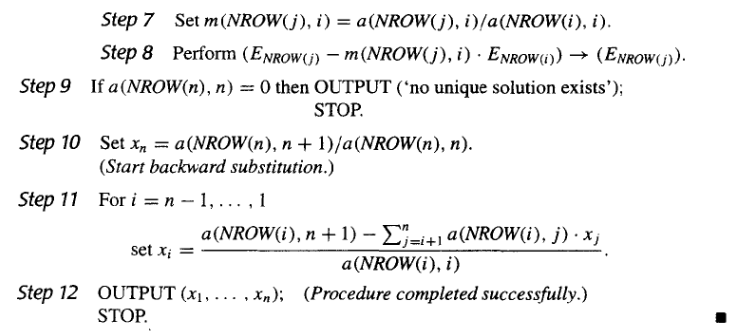 Step 7 Set m(NROW(j), i) = a(NROW(j), i)/a(NROW(i), i).
Step 8 Perform (E_{NROW(j)} − m(NROW(j), i) · E_{NROW(i)}) → (E_{NROW(j)}).
Step 9 If a(NROW(n), n) = 0 then OUTPUT (‘no unique solution exists’);
STOP.
Step 10 Set x_n = a(NROW(n), n + 1)/a(NROW(n), n).
(Start backward substitution.)
Step 11 For i = n − 1, . . . , 1
set x_i = \frac{a(NROW(i), n + 1) − \sum_{j=i+1}^{n} a(NROW(i), j) · x_j}{a(NROW(i), i)}.
Step 12 OUTPUT (x_1, . . . , x_n); (Procedure completed successfully.)
STOP.